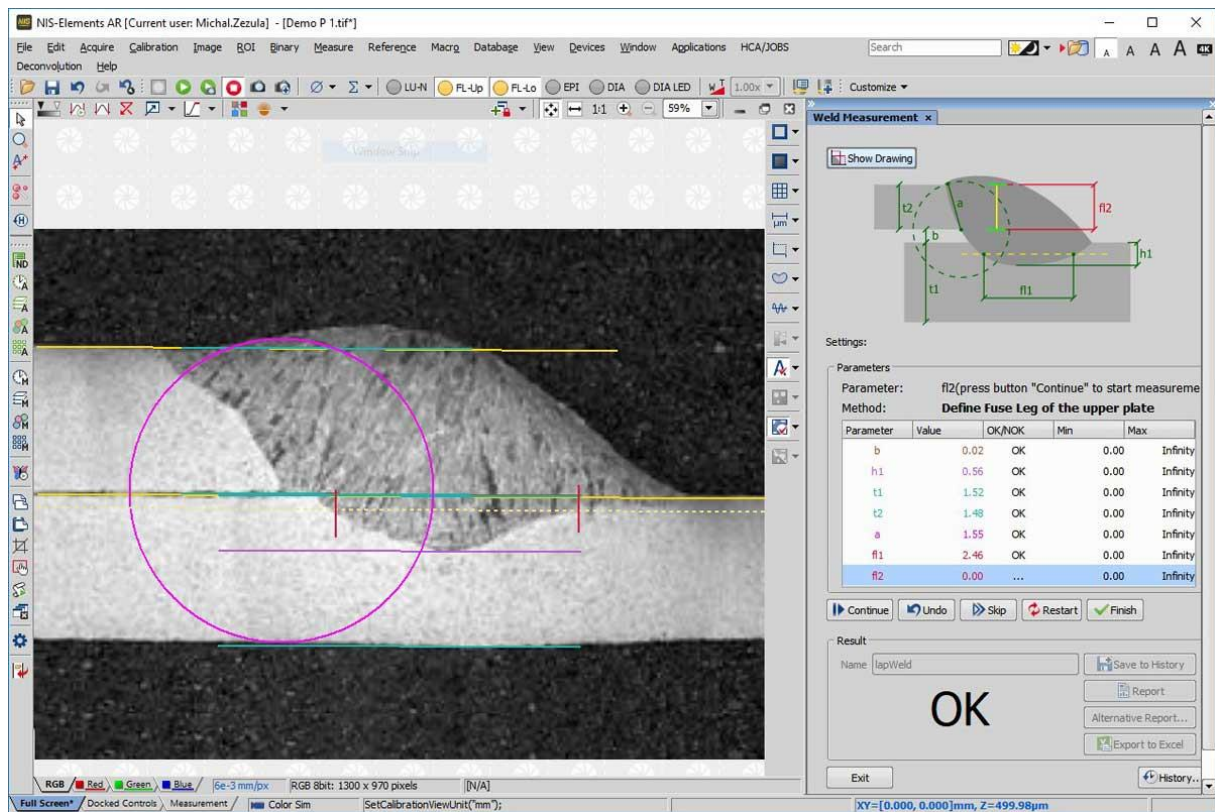 NIS-Elements AR [Current user: Michal.Zezula] - [Demo P 1.tif*]
File Edit Acquire Calibration Image ROI Binary Measure Reference Macro Database View Devices Window Applications HCA/JOBS
Search
A A A A 4K
Deconvolution Help
LU-N FL-Up FL-Lo EPI DIA DIA LED 1.00x Customize
1:1 59%
Weld Measurement ×
Window Snip
Show Drawing
t2 a b fl2
h1
t1 fl1
Settings:
Parameters
Parameter: fl2(press button "Continue" to start measureme
Method: Define Fuse Leg of the upper plate
Parameter Value OK/NOK Min Max
b 0.02 OK 0.00 Infinity
h1 0.56 OK 0.00 Infinity
t1 1.52 OK 0.00 Infinity
t2 1.48 OK 0.00 Infinity
a 1.55 OK 0.00 Infinity
fl1 2.46 OK 0.00 Infinity
fl2 0.00 ... 0.00 Infinity
Continue Undo Skip Restart Finish
Result
Name lapWeld
Save to History
Report
OK
Alternative Report...
Export to Excel
Exit History...
RGB Red Green Blue 6e-3 mm/px RGB 8bit: 1300 x 970 pixels [N/A]
Full Screen* Docked Controls Measurement Color Sim SetCalibrationViewUnit("mm"); XY=[0.000, 0.000]mm, Z=499.98µm